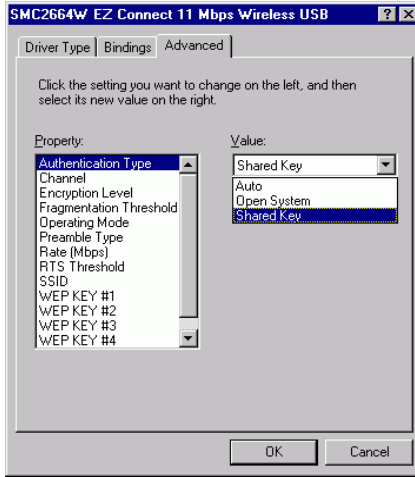 SMC2664W EZ Connect 11 Mbps Wireless USB
Driver Type Bindings Advanced
Click the setting you want to change on the left, and then
select its new value on the right.
Property:
Value:
Authentication Type
Channel
Encryption Level
Fragmentation Threshold
Operating Mode
Preamble Type
Rate (Mbps)
RTS Threshold
SSID
WEP KEY #1
WEP KEY #2
WEP KEY #3
WEP KEY #4
Shared Key
Auto
Open System
Shared Key
OK Cancel